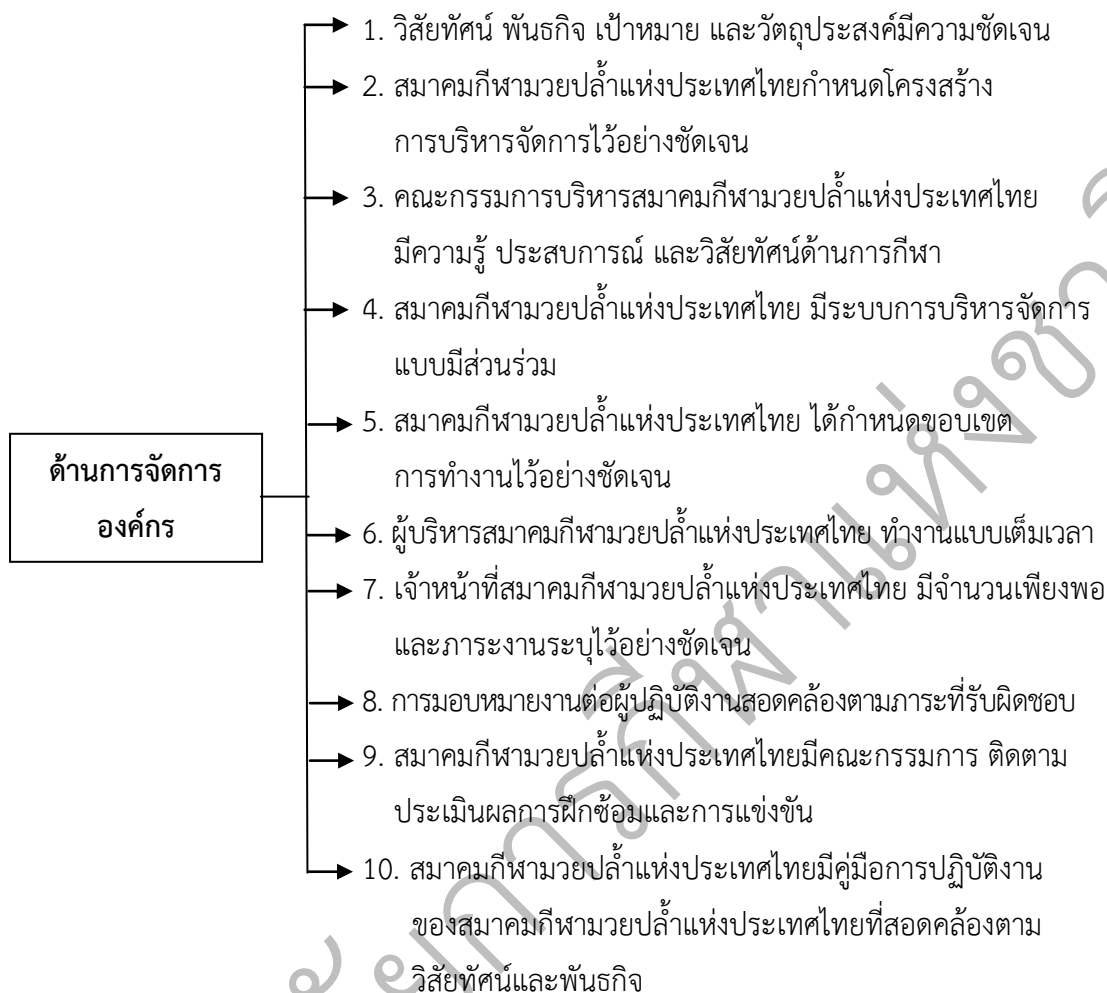 1. วิสัยทัศน์ พันธกิจ เป้าหมาย และวัตถุประสงค์มีความชัดเจน
2. สมาคมกีฬามวยปล้ำแห่งประเทศไทยกำหนดโครงสร้าง
การบริหารจัดการไว้อย่างชัดเจน
3. คณะกรรมการบริหารสมาคมกีฬามวยปล้ำแห่งประเทศไทย
มีความรู้ ประสบการณ์ และวิสัยทัศน์ด้านการกีฬา
4. สมาคมกีฬามวยปล้ำแห่งประเทศไทย มีระบบการบริหารจัดการ
แบบมีส่วนร่วม
5. สมาคมกีฬามวยปล้ำแห่งประเทศไทย ได้กำหนดขอบเขต
การทำงานไว้อย่างชัดเจน
ด้านการจัดการ
องค์กร
6. ผู้บริหารสมาคมกีฬามวยปล้ำแห่งประเทศไทย ทำงานแบบเต็มเวลา
7. เจ้าหน้าที่สมาคมกีฬามวยปล้ำแห่งประเทศไทย มีจำนวนเพียงพอ
และภาระงานระบุไว้อย่างชัดเจน
8. การมอบหมายงานต่อผู้ปฏิบัติงานสอดคล้องตามภาระที่รับผิดชอบ
9. สมาคมกีฬามวยปล้ำแห่งประเทศไทยมีคณะกรรมการ ติดตาม
ประเมินผลการฝึกซ้อมและการแข่งขัน
10. สมาคมกีฬามวยปล้ำแห่งประเทศไทยมีคู่มือการปฏิบัติงาน
ของสมาคมกีฬามวยปล้ำแห่งประเทศไทยที่สอดคล้องตาม
วิสัยทัศน์และพันธกิจ